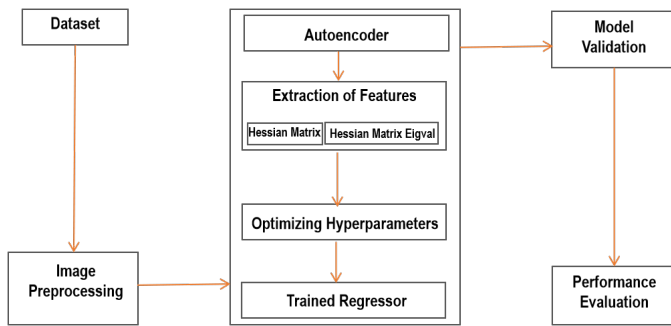 Dataset
Image
Preprocessing
Autoencoder
Extraction of Features
Hessian Matrix
Hessian Matrix Eigval
Optimizing Hyperparameters
Trained Regressor
Model
Validation
Performance
Evaluation